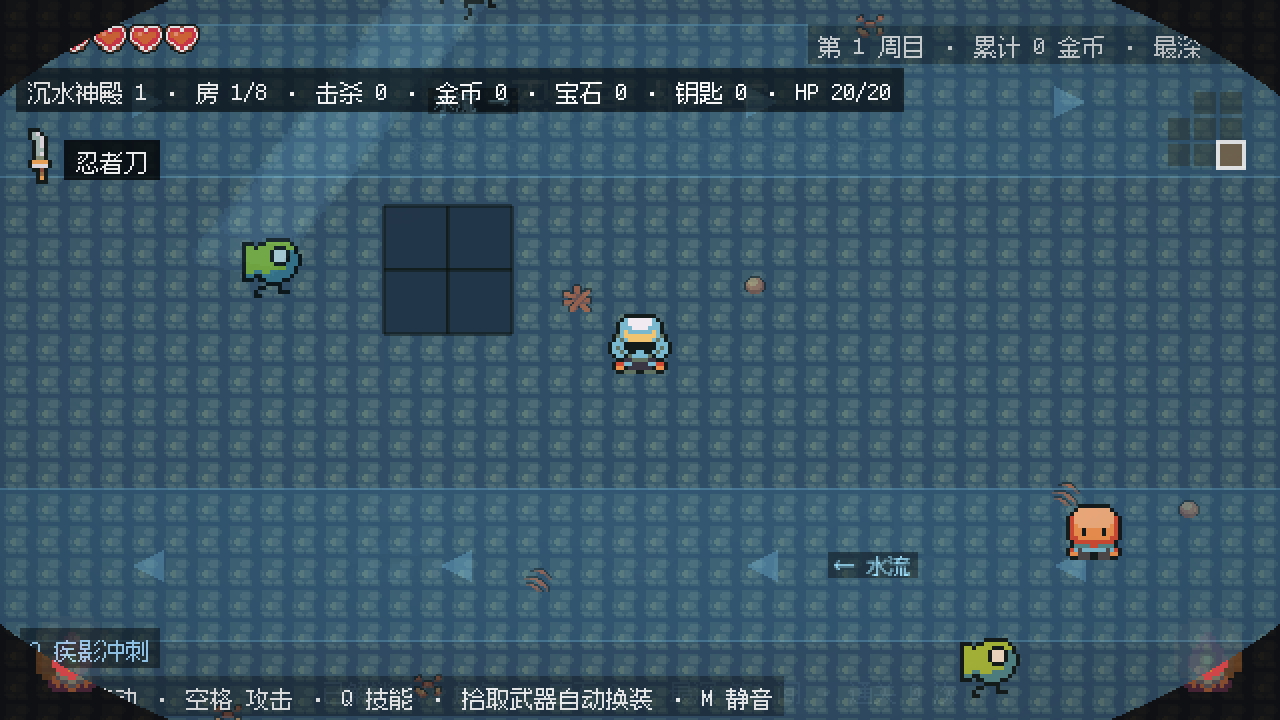 第 1 周目 · 累计 0 金币 · 最深
沉水神殿 1 · 房 1/8 · 击杀 0 · 金币 0 · 宝石 0 · 钥匙 0 · HP 20/20
忍者刀
← 水流
疾影冲刺
动 · 空格 攻击 · Q 技能 · 拾取武器自动换装 · M 静音